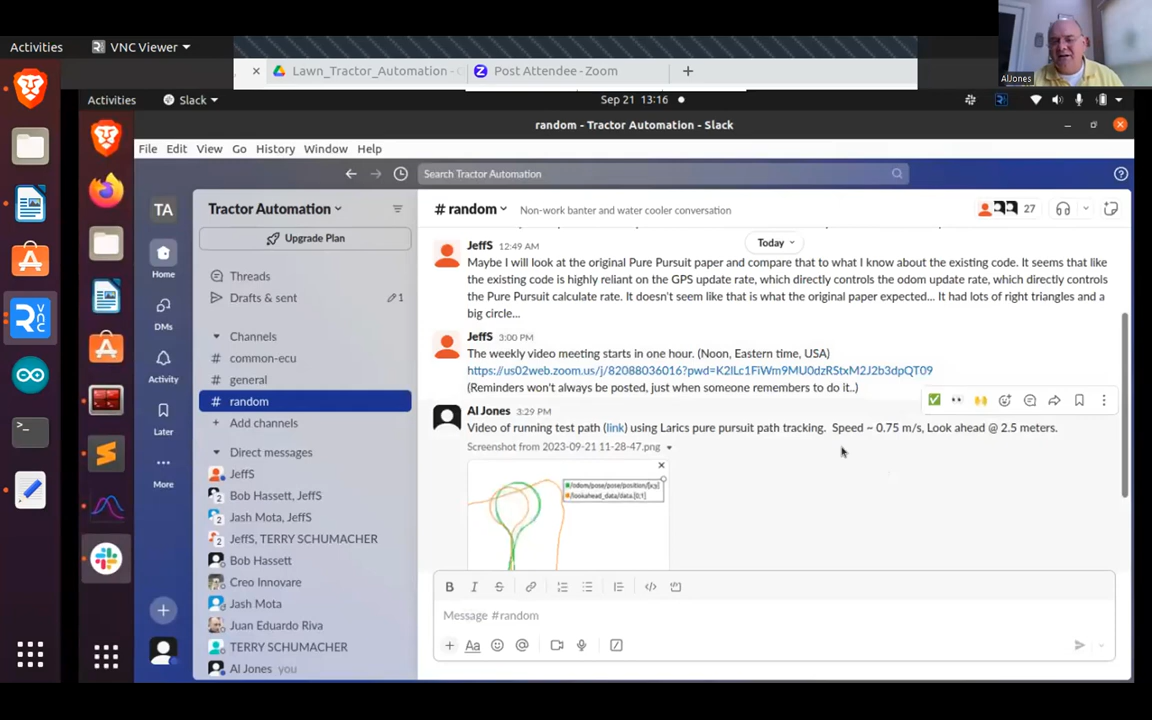 Activities
VNC Viewer
Lawn_Tractor_Automation -
Post Attendee - Zoom
AlJones
Activities
Slack
Sep 21 13:16
random - Tractor Automation - Slack
File Edit View Go History Window Help
Search Tractor Automation
TA
Tractor Automation
# random
Non-work banter and water cooler conversation
27
Upgrade Plan
Home
DMs
Activity
Later
More
Threads
Drafts & sent
1
Channels
# common-ecu
# general
# random
Add channels
Direct messages
JeffS
2
Bob Hassett, JeffS
2
Jash Mota, JeffS
2
JeffS, TERRY SCHUMACHER
Bob Hassett
Creo Innovare
Jash Mota
Juan Eduardo Riva
TERRY SCHUMACHER
Al Jones you
Today
JeffS 12:49 AM
Maybe I will look at the original Pure Pursuit paper and compare that to what I know about the existing code. It seems that like
the existing code is highly reliant on the GPS update rate, which directly controls the odom update rate, which directly controls
the Pure Pursuit calculate rate. It doesn't seem like that is what the original paper expected... It had lots of right triangles and a
big circle...
JeffS 3:00 PM
The weekly video meeting starts in one hour. (Noon, Eastern time, USA)
https://us02web.zoom.us/j/82088036016?pwd=K2lLc1FiWm9MU0dzRStxM2J2b3dpQT09
(Reminders won't always be posted, just when someone remembers to do it..)
Al Jones 3:29 PM
Video of running test path (link) using Larics pure pursuit path tracking. Speed ~ 0.75 m/s, Look ahead @ 2.5 meters.
Screenshot from 2023-09-21 11-28-47.png
/odom/pose/pose/position/[x;y]
/lookahead_data/data.[0;1]
Message #random